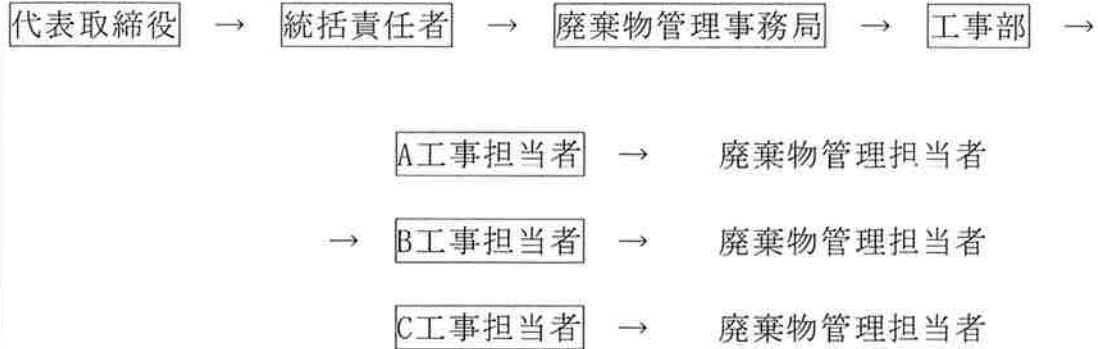 代表取締役 → 統括責任者 → 廃棄物管理事務局 → 工事部 →
A工事担当者 → 廃棄物管理担当者
→ B工事担当者 → 廃棄物管理担当者
C工事担当者 → 廃棄物管理担当者